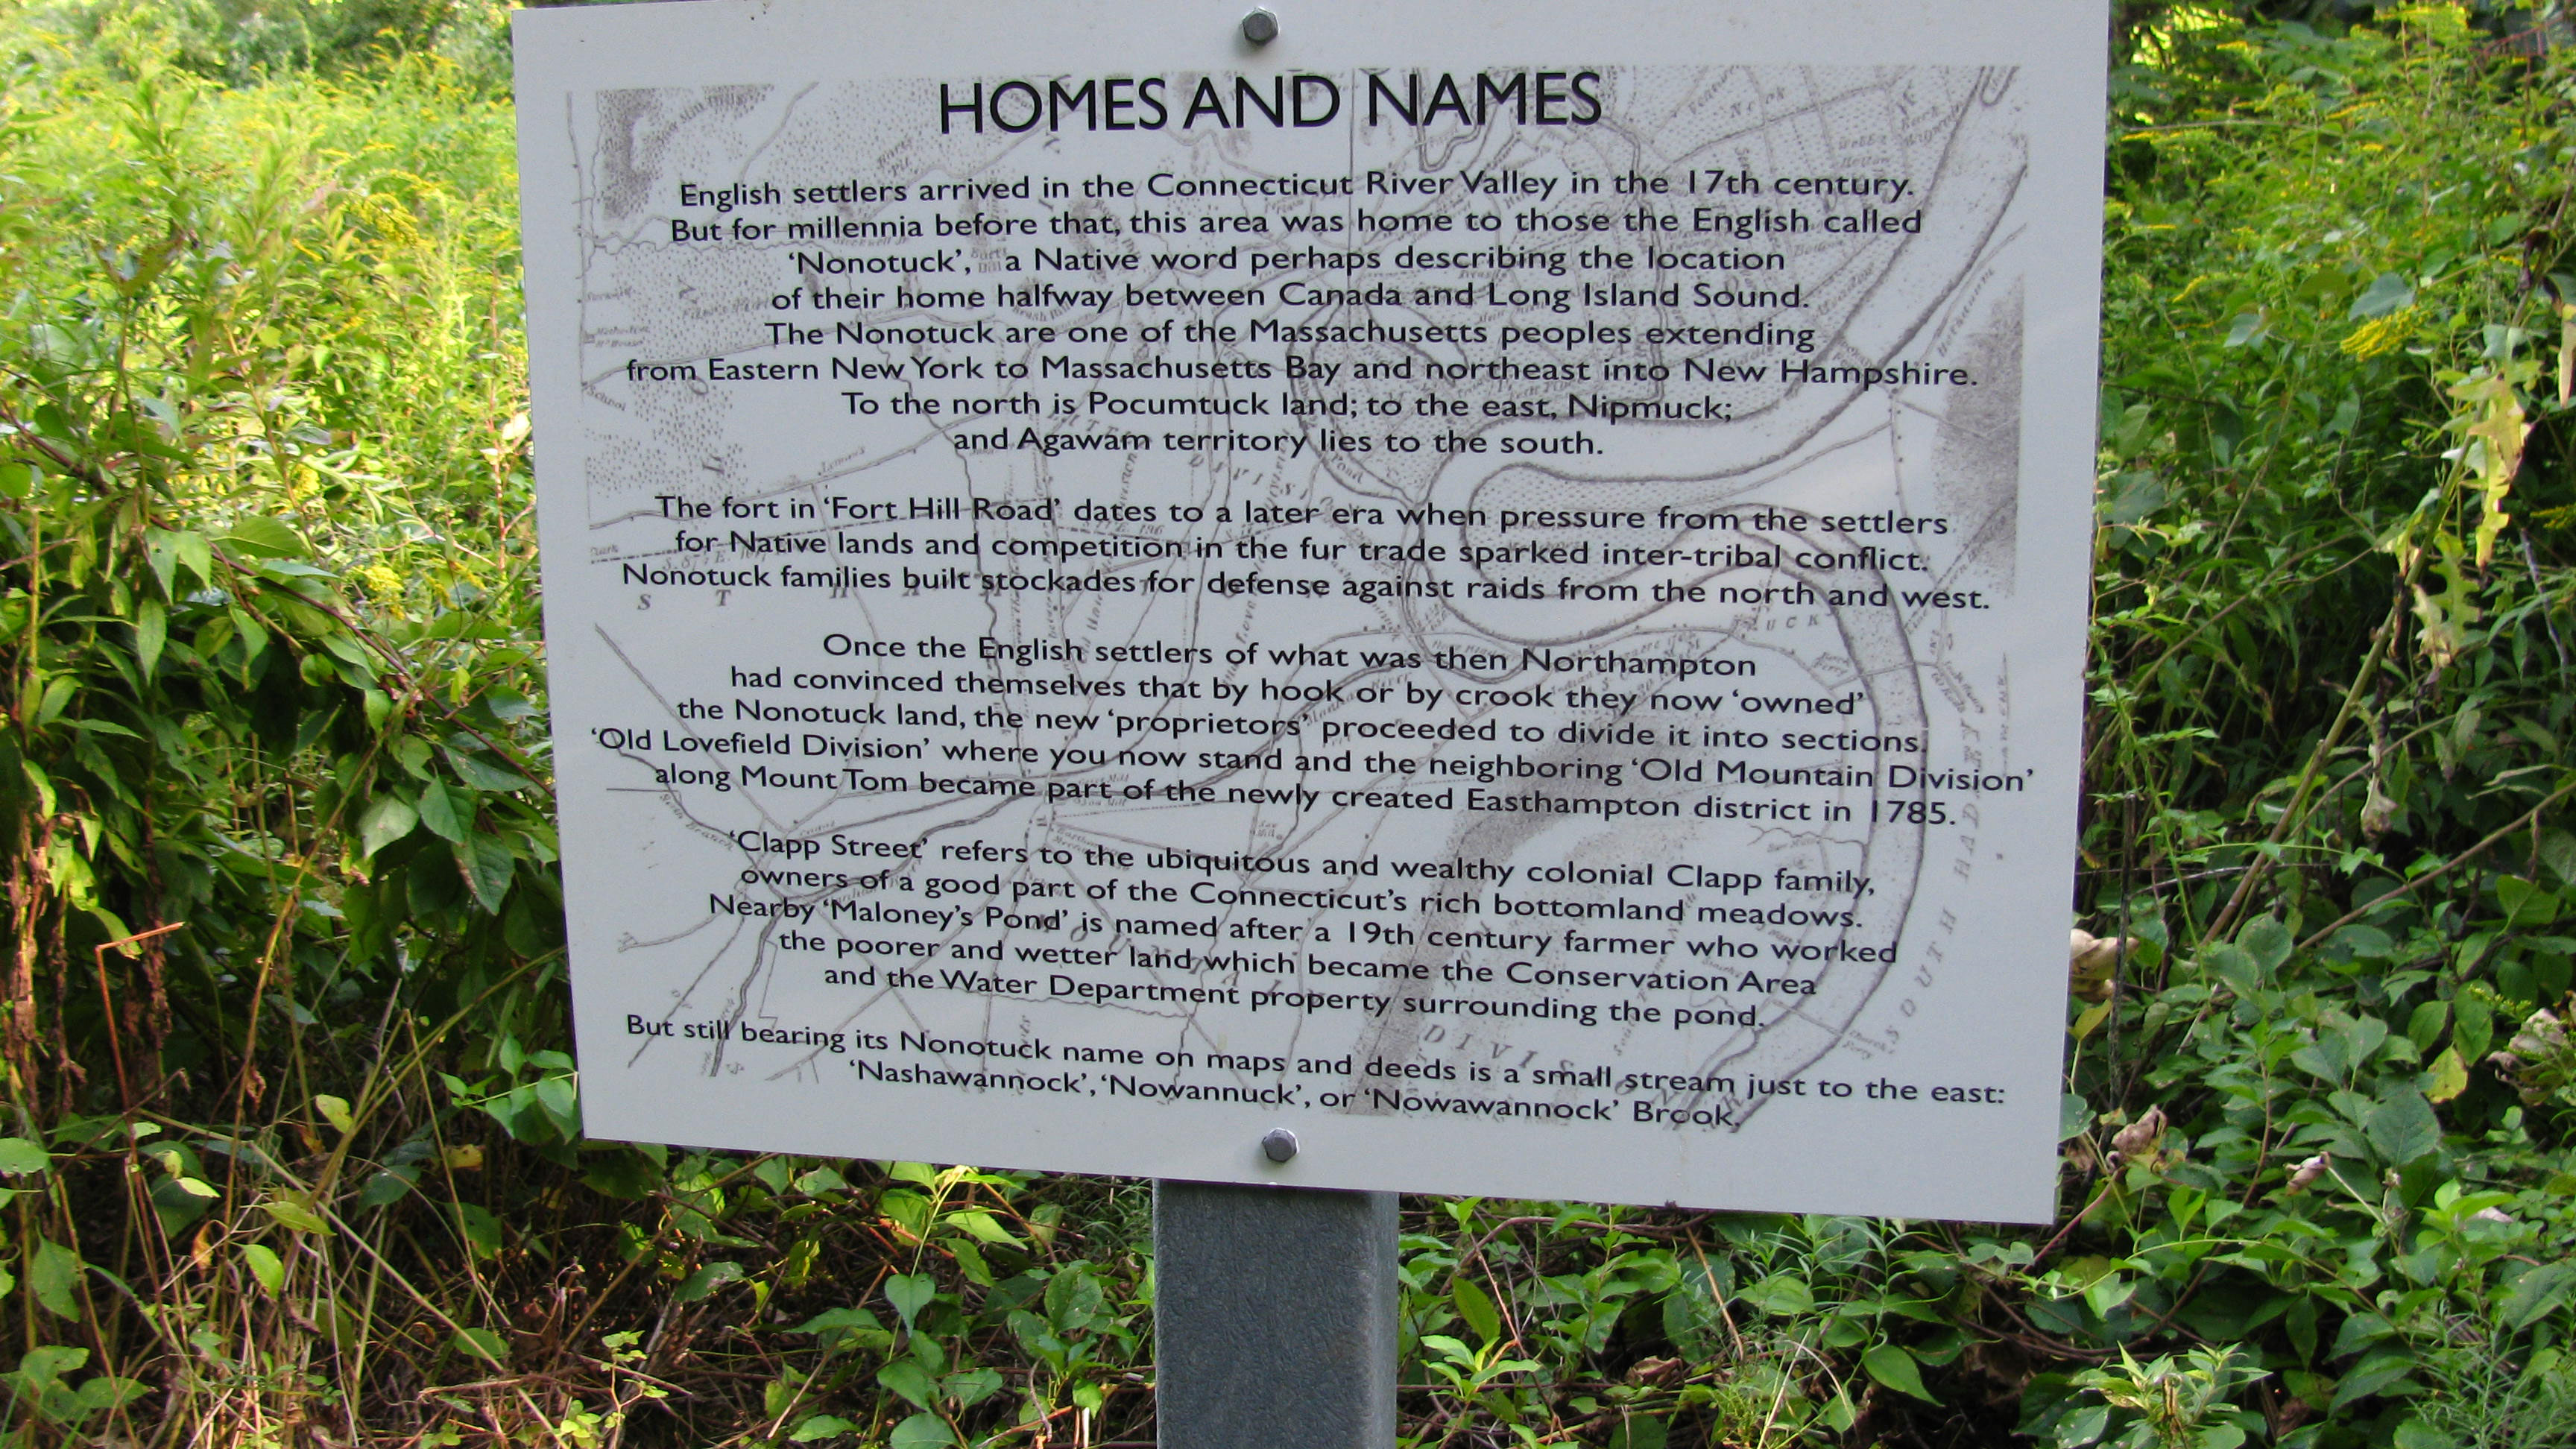 HOMES AND NAMES
English settlers arrived in the Connecticut River Valley in the 17th century.
But for millennia before that, this area was home to those the English called
‘Nonotuck’, a Native word perhaps describing the location
of their home halfway between Canada and Long Island Sound.
The Nonotuck are one of the Massachusetts peoples extending
from Eastern New York to Massachusetts Bay and northeast into New Hampshire.
To the north is Pocumtuck land; to the east, Nipmuck;
and Agawam territory lies to the south.
The fort in ‘Fort Hill Road’ dates to a later era when pressure from the settlers
for Native lands and competition in the fur trade sparked inter-tribal conflict.
Nonotuck families built stockades for defense against raids from the north and west.
Once the English settlers of what was then Northampton
had convinced themselves that by hook or by crook they now ‘owned’
the Nonotuck land, the new ‘proprietors’ proceeded to divide it into sections.
‘Old Lovefield Division’ where you now stand and the neighboring ‘Old Mountain Division’
along Mount Tom became part of the newly created Easthampton district in 1785.
‘Clapp Street’ refers to the ubiquitous and wealthy colonial Clapp family,
owners of a good part of the Connecticut’s rich bottomland meadows.
Nearby ‘Maloney’s Pond’ is named after a 19th century farmer who worked
the poorer and wetter land which became the Conservation Area
and the Water Department property surrounding the pond.
But still bearing its Nonotuck name on maps and deeds is a small stream just to the east:
‘Nashawannock’, ‘Nowannuck’, or ‘Nowawannock’ Brook.
SOUTH HADLEY
DIVISION